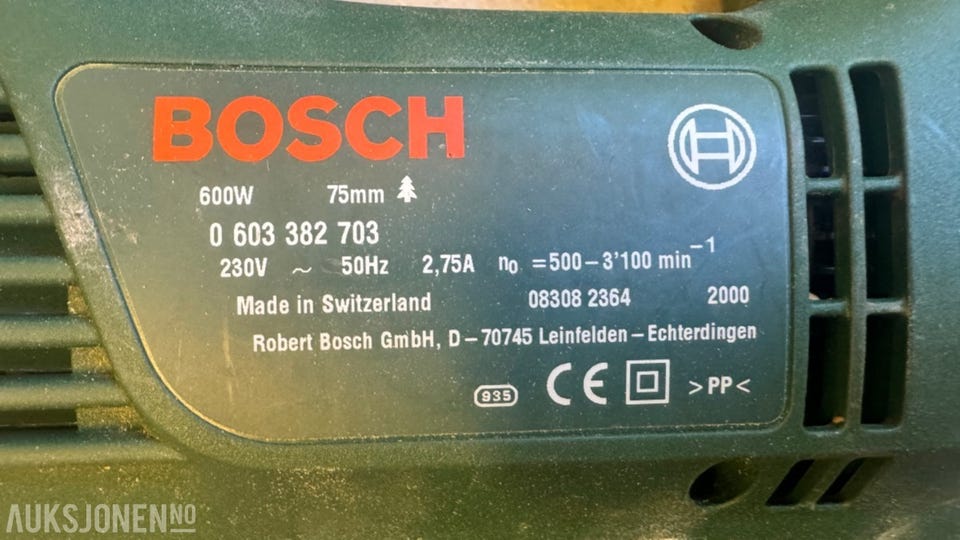 BOSCH
600W 75mm
0 603 382 703
230V ~ 50Hz 2,75A n₀ =500–3'100 min⁻¹
Made in Switzerland 08308 2364 2000
Robert Bosch GmbH, D–70745 Leinfelden–Echterdingen
935 CE >PP<
AUKSJONEN.NO